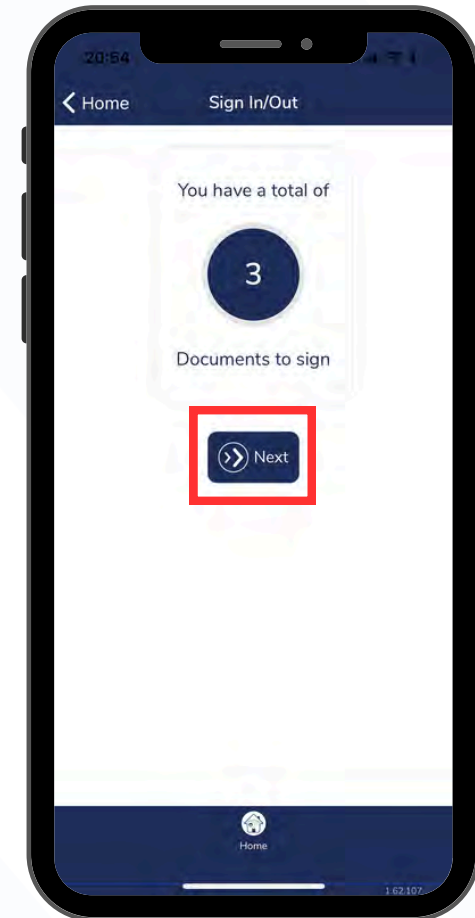 20:54
Home
Sign In/Out
You have a total of
3
Documents to sign
Next
Home
1.62.107